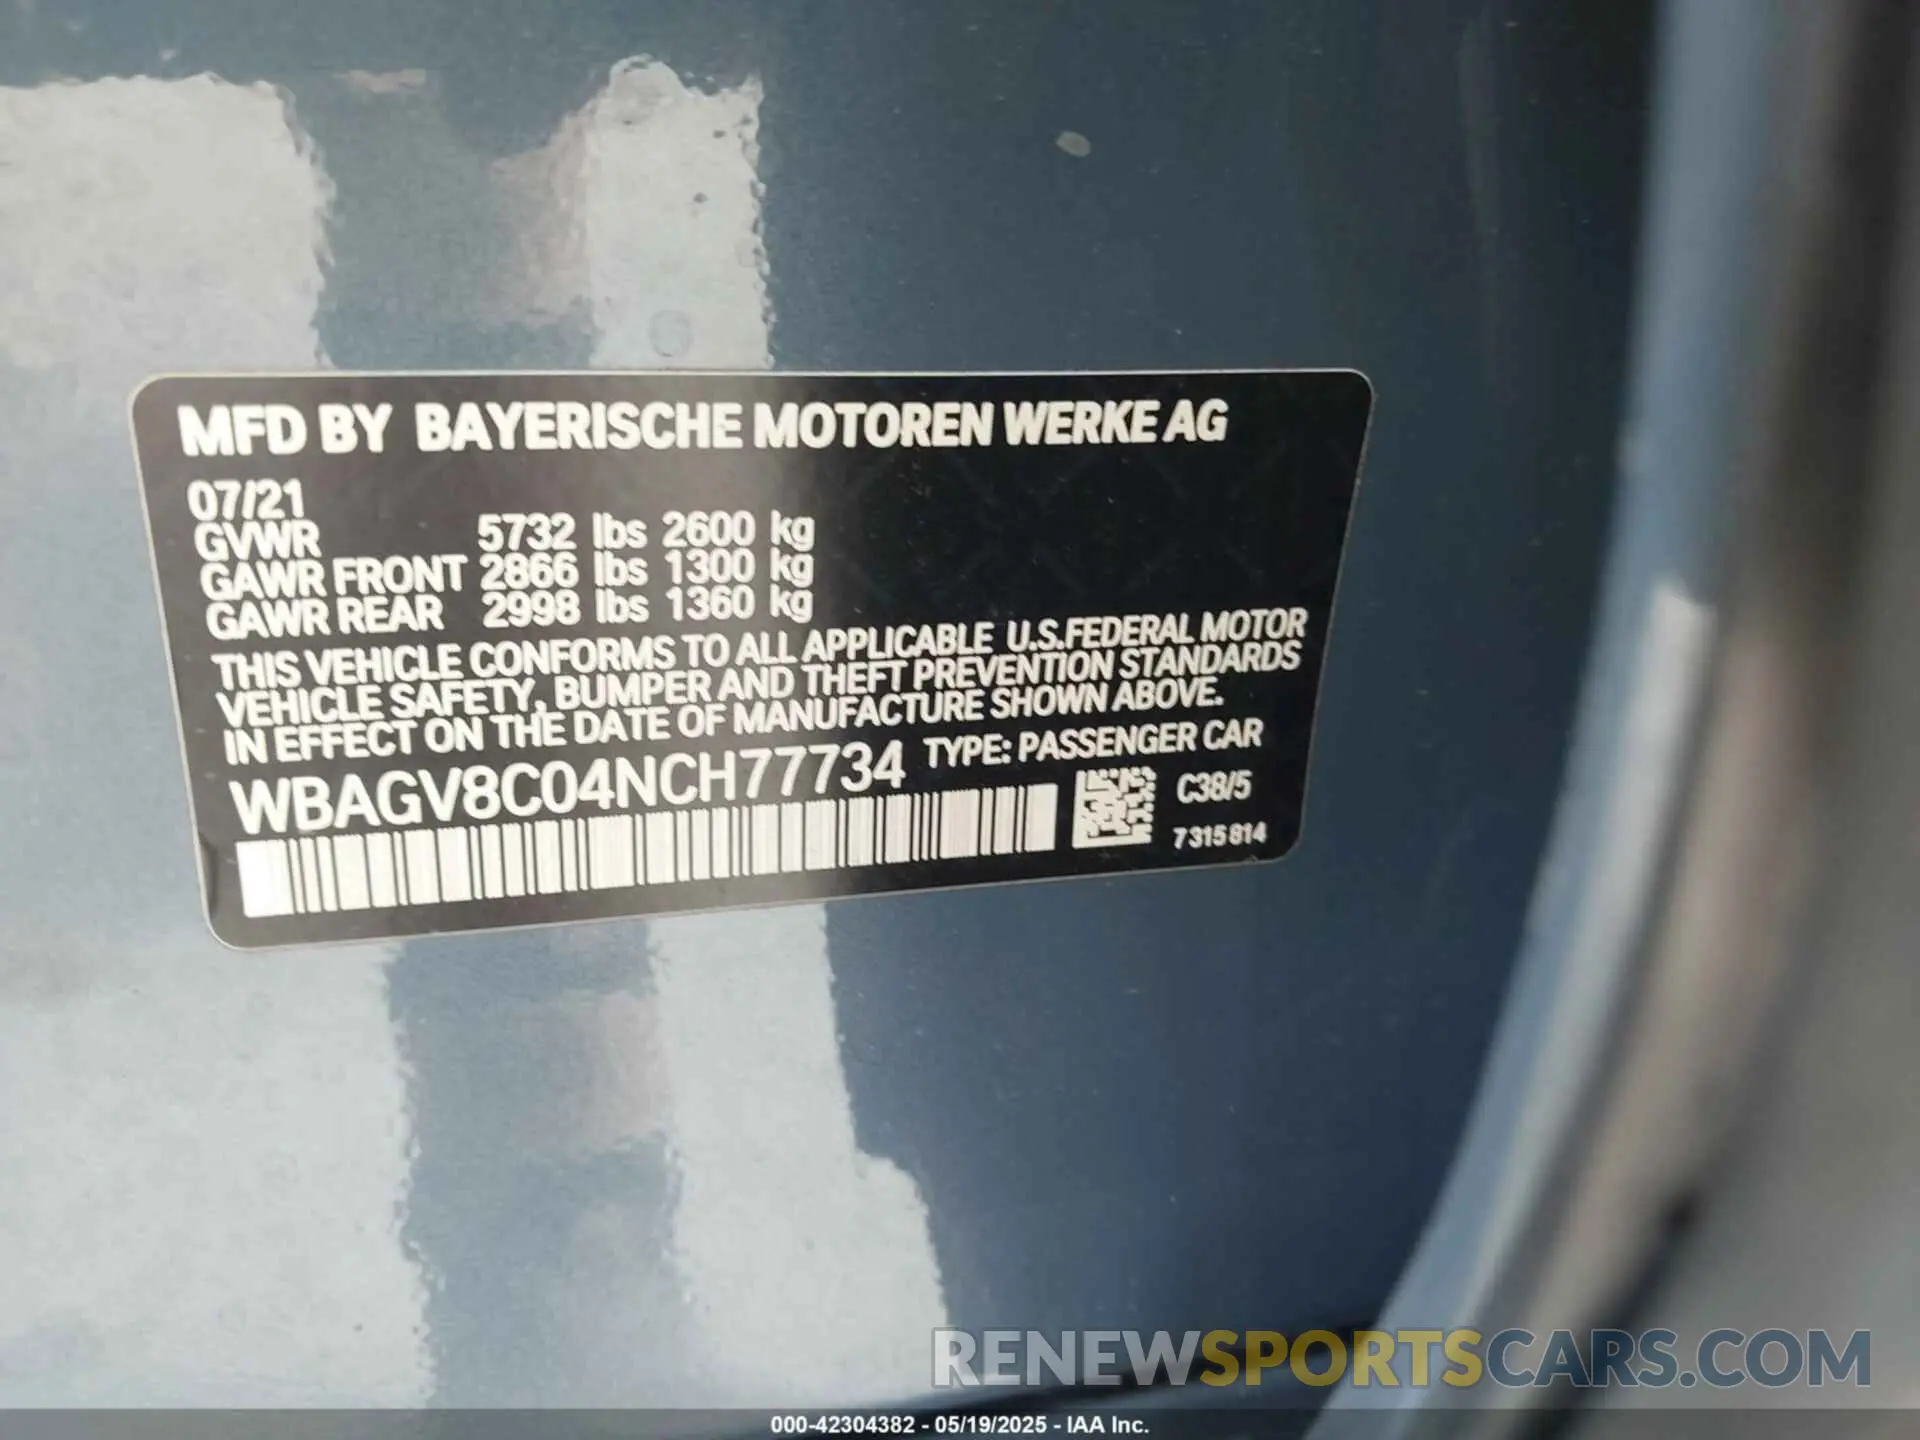 MFD BY BAYERISCHE MOTOREN WERKE AG
07/21
GVWR 5732 lbs 2600 kg
GAWR FRONT 2866 lbs 1300 kg
GAWR REAR 2998 lbs 1360 kg
THIS VEHICLE CONFORMS TO ALL APPLICABLE U.S.FEDERAL MOTOR
VEHICLE SAFETY, BUMPER AND THEFT PREVENTION STANDARDS
IN EFFECT ON THE DATE OF MANUFACTURE SHOWN ABOVE.
WBAGV8C04NCH77734 TYPE: PASSENGER CAR
C38/5
7315814
RENEWSPORTSCARS.COM
000-42304382 - 05/19/2025 - IAA Inc.